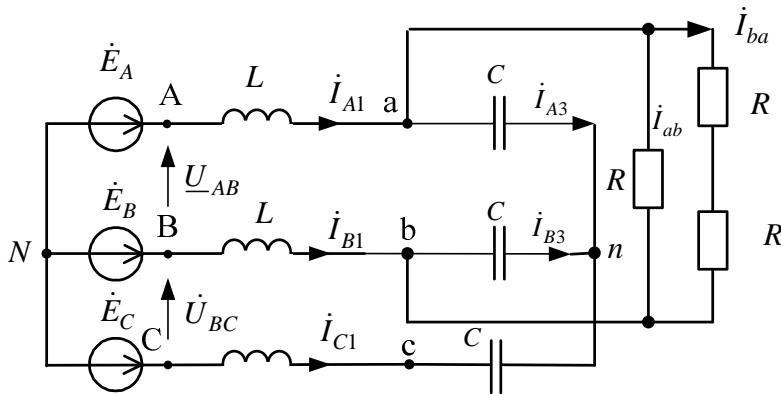 İ_ba
Ė_A
A
L
İ_A1
a
C
İ_A3
R
İ_ab
R
U_AB
Ė_B
B
L
İ_B1
b
C
İ_B3
R
N
n
Ė_C
C
U̇_BC
İ_C1
c
C